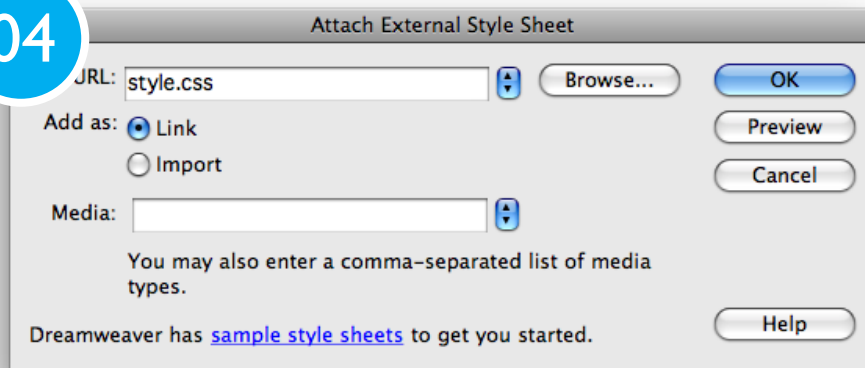 04
Attach External Style Sheet
URL: style.css Browse... OK
Add as: Link Preview
Import
Cancel
Media:
You may also enter a comma-separated list of media
types.
Dreamweaver has sample style sheets to get you started. Help